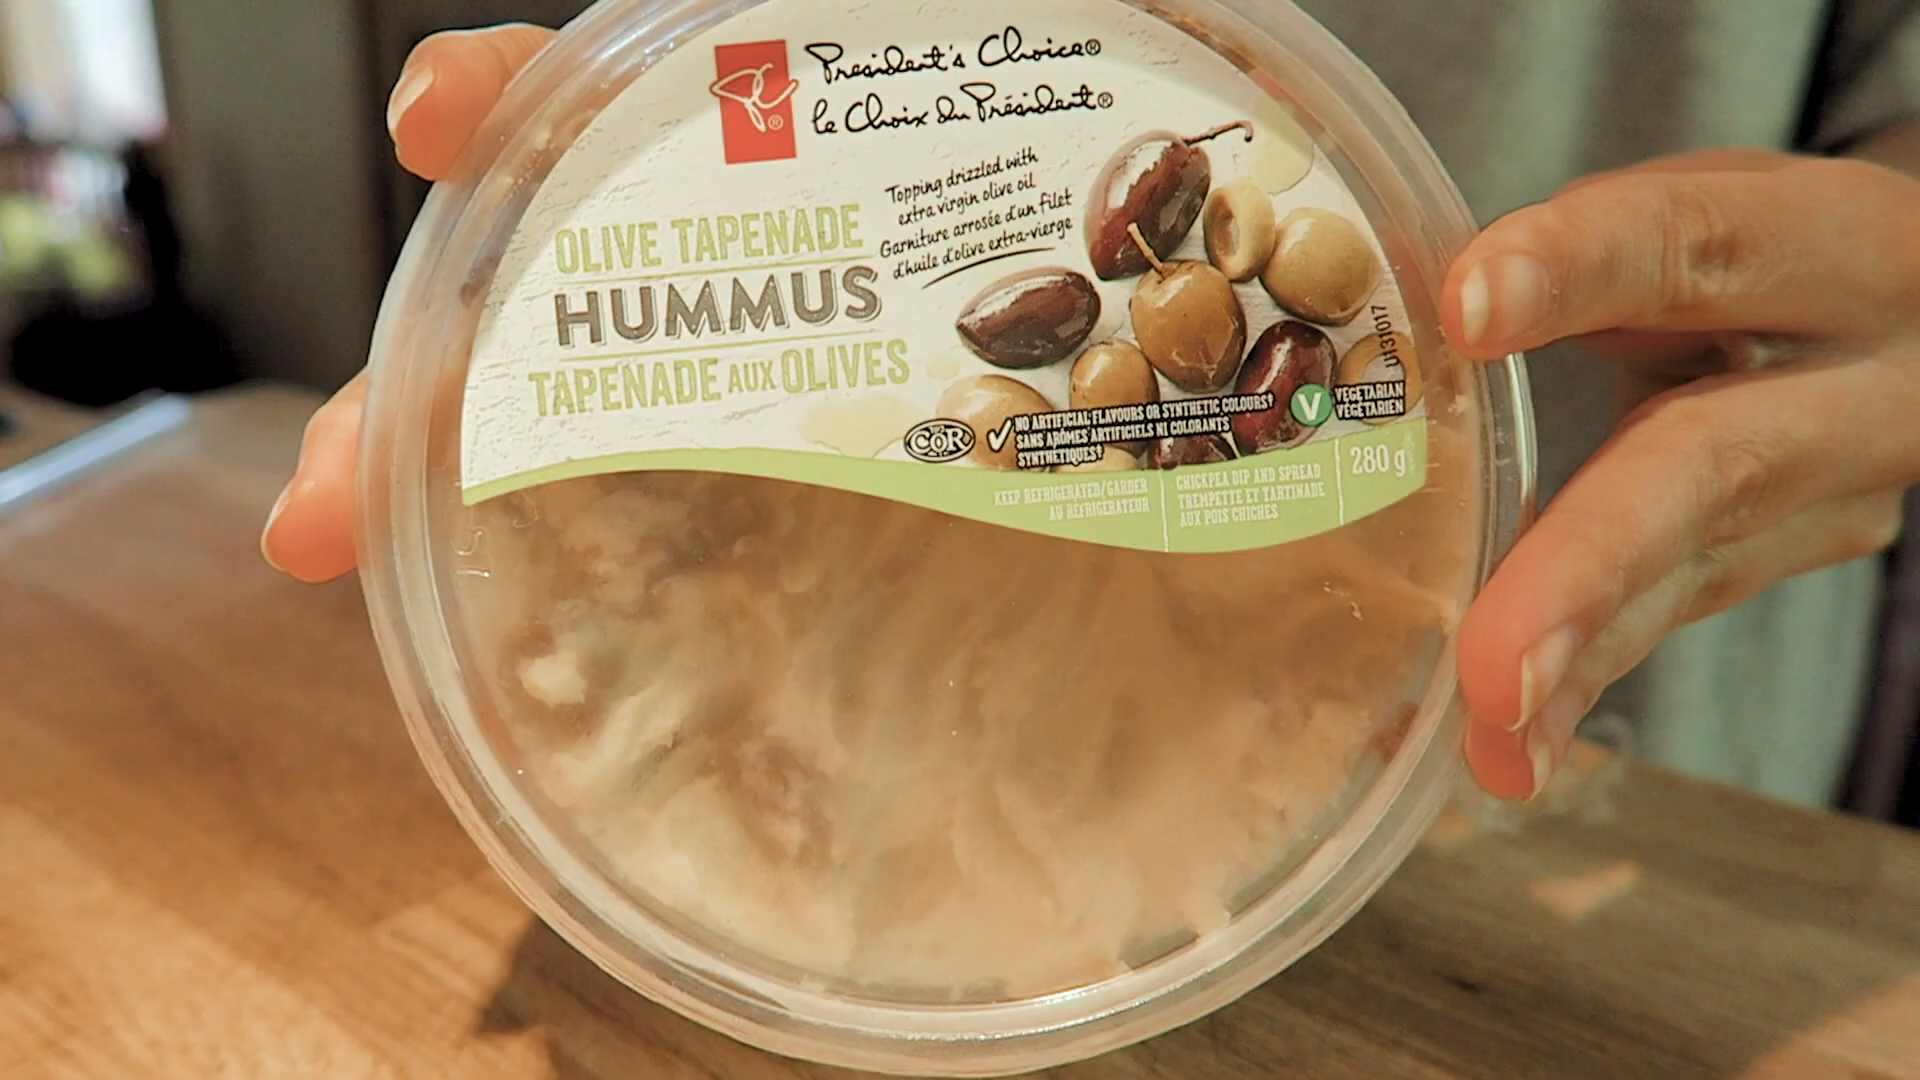 President's Choice®
le Choix du Président®
Topping drizzled with
extra virgin olive oil
Garniture arrosée d'un filet
d'huile d'olive extra-vierge
OLIVE TAPENADE
HUMMUS
TAPENADE AUX OLIVES
COR
NO ARTIFICIAL FLAVOURS OR SYNTHETIC COLOURS†
SANS ARÔMES ARTIFICIELS NI COLORANTS
SYNTHÉTIQUES†
V
VEGETARIAN
VÉGÉTARIEN
U131017
KEEP REFRIGERATED/GARDER
AU RÉFRIGÉRATEUR
CHICKPEA DIP AND SPREAD
TREMPETTE ET TARTINADE
AUX POIS CHICHES
280 g